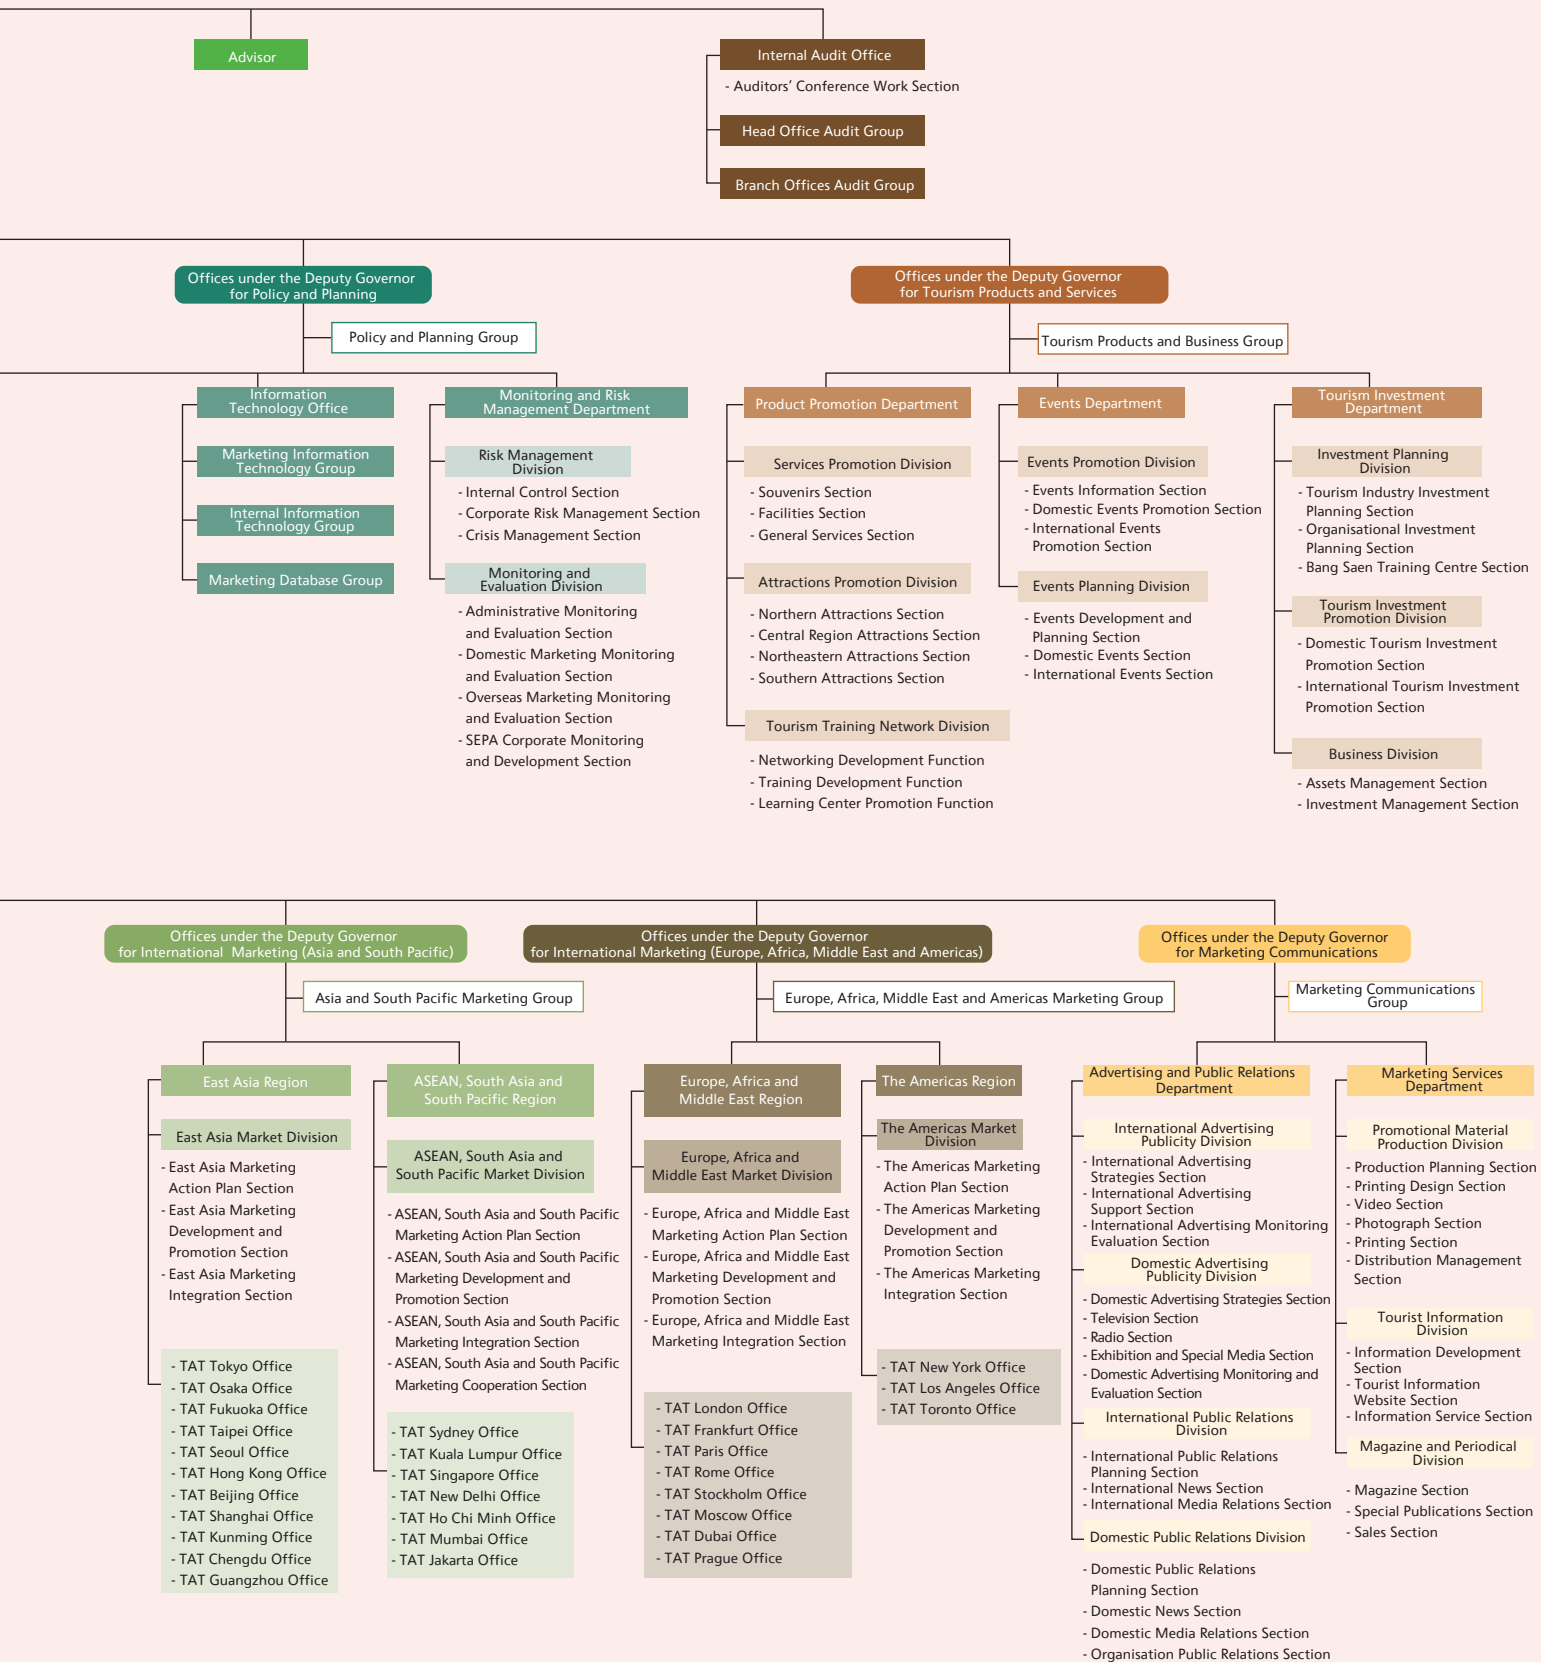 Advisor
Internal Audit Office
- Auditors' Conference Work Section
Head Office Audit Group
Branch Offices Audit Group
Offices under the Deputy Governor
for Policy and Planning
Policy and Planning Group
Information
Technology Office
Marketing Information
Technology Group
Internal Information
Technology Group
Marketing Database Group
Monitoring and Risk
Management Department
Risk Management
Division
- Internal Control Section
- Corporate Risk Management Section
- Crisis Management Section
Monitoring and
Evaluation Division
- Administrative Monitoring
and Evaluation Section
- Domestic Marketing Monitoring
and Evaluation Section
- Overseas Marketing Monitoring
and Evaluation Section
- SEPA Corporate Monitoring
and Development Section
Offices under the Deputy Governor
for Tourism Products and Services
Tourism Products and Business Group
Product Promotion Department
Services Promotion Division
- Souvenirs Section
- Facilities Section
- General Services Section
Attractions Promotion Division
- Northern Attractions Section
- Central Region Attractions Section
- Northeastern Attractions Section
- Southern Attractions Section
Tourism Training Network Division
- Networking Development Function
- Training Development Function
- Learning Center Promotion Function
Events Department
Events Promotion Division
- Events Information Section
- Domestic Events Promotion Section
- International Events
Promotion Section
Events Planning Division
- Events Development and
Planning Section
- Domestic Events Section
- International Events Section
Tourism Investment
Department
Investment Planning
Division
- Tourism Industry Investment
Planning Section
- Organisational Investment
Planning Section
- Bang Saen Training Centre Section
Tourism Investment
Promotion Division
- Domestic Tourism Investment
Promotion Section
- International Tourism Investment
Promotion Section
Business Division
- Assets Management Section
- Investment Management Section
Offices under the Deputy Governor
for International Marketing (Asia and South Pacific)
Asia and South Pacific Marketing Group
East Asia Region
East Asia Market Division
- East Asia Marketing
Action Plan Section
- East Asia Marketing
Development and
Promotion Section
- East Asia Marketing
Integration Section
- TAT Tokyo Office
- TAT Osaka Office
- TAT Fukuoka Office
- TAT Taipei Office
- TAT Seoul Office
- TAT Hong Kong Office
- TAT Beijing Office
- TAT Shanghai Office
- TAT Kunming Office
- TAT Chengdu Office
- TAT Guangzhou Office
ASEAN, South Asia and
South Pacific Region
ASEAN, South Asia and
South Pacific Market Division
- ASEAN, South Asia and South Pacific
Marketing Action Plan Section
- ASEAN, South Asia and South Pacific
Marketing Development and
Promotion Section
- ASEAN, South Asia and South Pacific
Marketing Integration Section
- ASEAN, South Asia and South Pacific
Marketing Cooperation Section
- TAT Sydney Office
- TAT Kuala Lumpur Office
- TAT Singapore Office
- TAT New Delhi Office
- TAT Ho Chi Minh Office
- TAT Mumbai Office
- TAT Jakarta Office
Offices under the Deputy Governor
for International Marketing (Europe, Africa, Middle East and Americas)
Europe, Africa, Middle East and Americas Marketing Group
Europe, Africa and
Middle East Region
Europe, Africa and
Middle East Market Division
- Europe, Africa and Middle East
Marketing Action Plan Section
- Europe, Africa and Middle East
Marketing Development and
Promotion Section
- Europe, Africa and Middle East
Marketing Integration Section
- TAT London Office
- TAT Frankfurt Office
- TAT Paris Office
- TAT Rome Office
- TAT Stockholm Office
- TAT Moscow Office
- TAT Dubai Office
- TAT Prague Office
The Americas Region
The Americas Market
Division
- The Americas Marketing
Action Plan Section
- The Americas Marketing
Development and
Promotion Section
- The Americas Marketing
Integration Section
- TAT New York Office
- TAT Los Angeles Office
- TAT Toronto Office
Offices under the Deputy Governor
for Marketing Communications
Marketing Communications
Group
Advertising and Public Relations
Department
International Advertising
Publicity Division
- International Advertising
Strategies Section
- International Advertising
Support Section
- International Advertising Monitoring
Evaluation Section
Domestic Advertising
Publicity Division
- Domestic Advertising Strategies Section
- Television Section
- Radio Section
- Exhibition and Special Media Section
- Domestic Advertising Monitoring and
Evaluation Section
International Public Relations
Division
- International Public Relations
Planning Section
- International News Section
- International Media Relations Section
Domestic Public Relations Division
- Domestic Public Relations
Planning Section
- Domestic News Section
- Domestic Media Relations Section
- Organisation Public Relations Section
Marketing Services
Department
Promotional Material
Production Division
- Production Planning Section
- Printing Design Section
- Video Section
- Photograph Section
- Printing Section
- Distribution Management
Section
Tourist Information
Division
- Information Development
Section
- Tourist Information
Website Section
- Information Service Section
Magazine and Periodical
Division
- Magazine Section
- Special Publications Section
- Sales Section